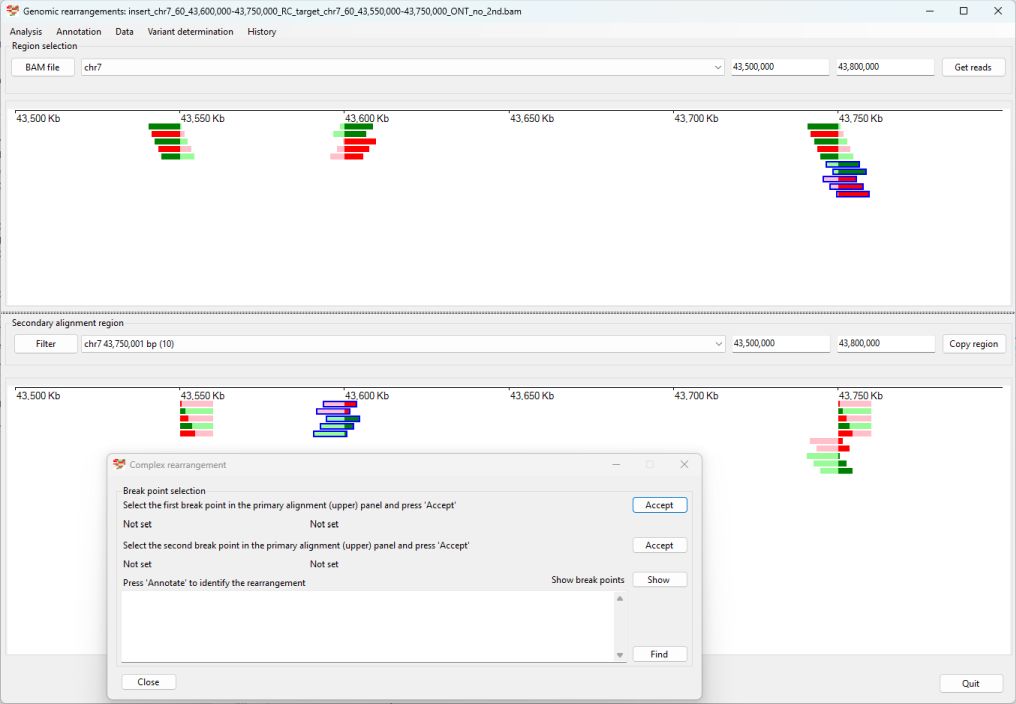 Genomic rearrangements: insert_chr7_60_43,600,000-43,750,000_RC_target_chr7_60_43,550,000-43,750,000_ONT_no_2nd.bam
Analysis Annotation Data Variant determination History
Region selection
BAM file chr7 43,500,000 43,800,000 Get reads
43,500 Kb 43,550 Kb 43,600 Kb 43,650 Kb 43,700 Kb 43,750 Kb
Secondary alignment region
Filter chr7 43,750,001 bp (10) 43,500,000 43,800,000 Copy region
43,500 Kb 43,550 Kb 43,600 Kb 43,650 Kb 43,700 Kb 43,750 Kb
Complex rearrangement
Break point selection
Select the first break point in the primary alignment (upper) panel and press 'Accept' Accept
Not set Not set
Select the second break point in the primary alignment (upper) panel and press 'Accept' Accept
Not set Not set
Press 'Annotate' to identify the rearrangement Show break points Show
Find
Close
Quit